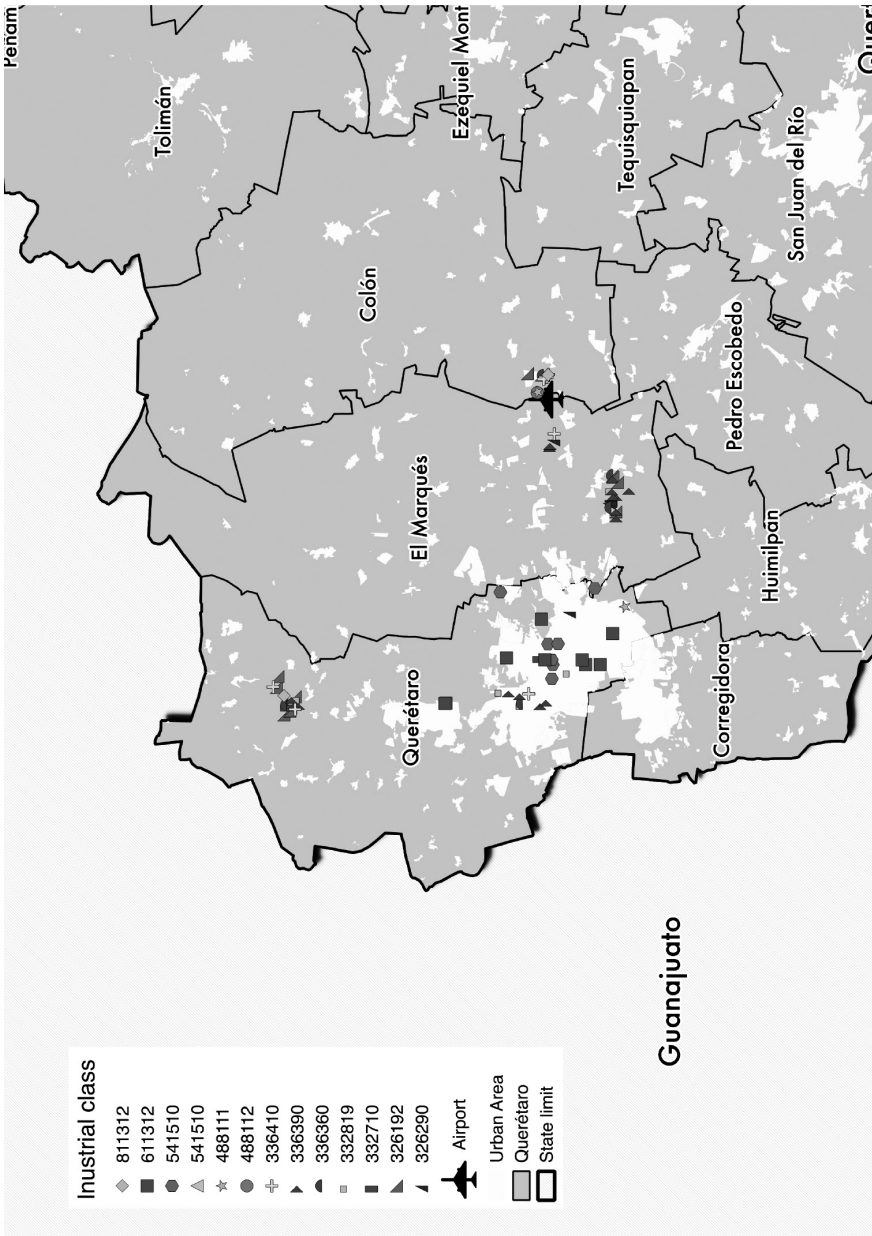 Peñam
Tolimán
Ezequiel Mont
Tequisquiapan
Quer
San Juan del Río
Colón
Pedro Escobedo
El Marqués
Huimilpan
Querétaro
Corregidora
Guanajuato
Inustrial class
811312
611312
541510
541510
488111
488112
336410
336390
336360
332819
332710
326192
326290
Airport
Urban Area
Querétaro
State limit